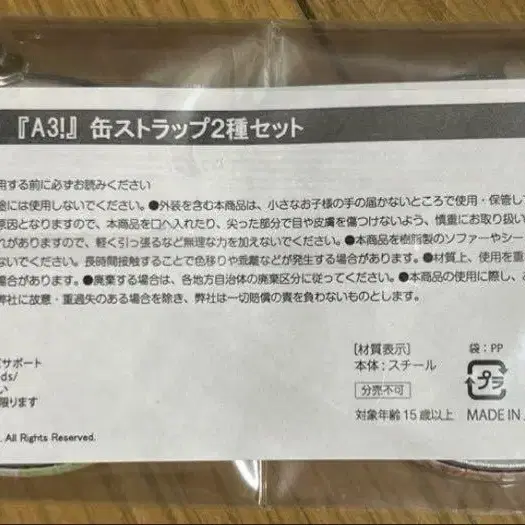 『A3!』缶ストラップ2種セット
用する前に必ずお読みください
途には使用しないでください。●外装を含む本商品は、小さなお子様の手の届かないところで使用・保管し
原因となりますので、本商品を口へ入れたり、尖った部分で目や皮膚を傷つけないよう、慎重にお取り扱い
れがありますので、軽く引っ張るなど無理な力を加えないでください。●本商品を樹脂製のソファーやシー
ないでください。長時間接触することで色移りや乖離などが発生する場合があります。●材質上、使用を重
場合があります。●廃棄する場合は、各地方自治体の廃棄区分に従ってください。●本商品の使用に際し、
弊社に故意・重過失のある場合を除き、弊社は一切賠償の責を負わないものとします。
サポート
ds/
い
限ります
[材質表示]
本体:スチール
分売不可
対象年齢15歳以上
袋:PP
プラ
MADE IN
. All Rights Reserved.